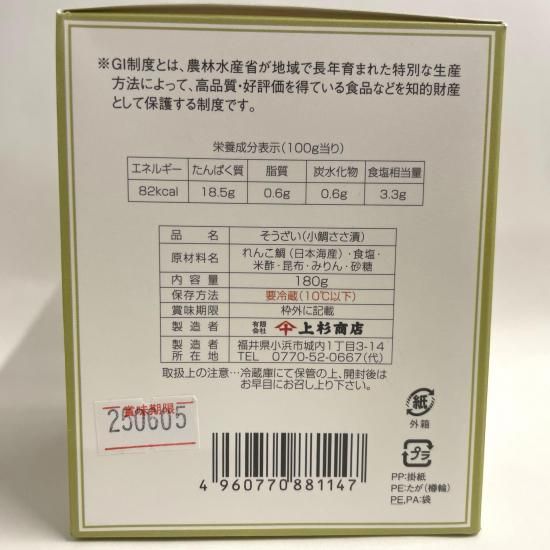 ※GI制度とは、農林水産省が地域で長年育まれた特別な生産
方法によって、高品質・好評価を得ている食品などを知的財産
として保護する制度です。
栄養成分表示(100g当り)
エネルギー たんぱく質 脂質 炭水化物 食塩相当量
82kcal 18.5g 0.6g 0.6g 3.3g
品名 そうざい(小鯛ささ漬)
原材料名 れんこ鯛(日本海産)・食塩・
米酢・昆布・みりん・砂糖
内容量 180g
保存方法 要冷蔵(10℃以下)
賞味期限 枠外に記載
製造者 有限会社 上杉商店
製造者所在地 福井県小浜市城内1丁目3-14
TEL 0770-52-0667(代)
取扱上の注意…冷蔵庫にて保管の上、開封後は
お早目にお召し上り下さい。
賞味期限
250605
紙
外箱
プラ
PP:掛紙
PE:たが(樽輪)
PE,PA:袋
4 960770 881147